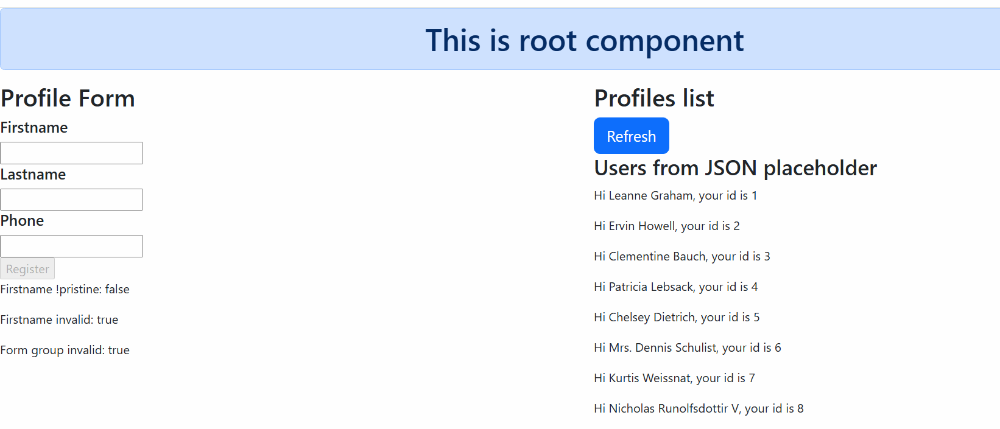 This is root component
Profile Form
Firstname
Lastname
Phone
Register
Firstname !pristine: false
Firstname invalid: true
Form group invalid: true
Profiles list
Refresh
Users from JSON placeholder
Hi Leanne Graham, your id is 1
Hi Ervin Howell, your id is 2
Hi Clementine Bauch, your id is 3
Hi Patricia Lebsack, your id is 4
Hi Chelsey Dietrich, your id is 5
Hi Mrs. Dennis Schulist, your id is 6
Hi Kurtis Weissnat, your id is 7
Hi Nicholas Runolfsdottir V, your id is 8